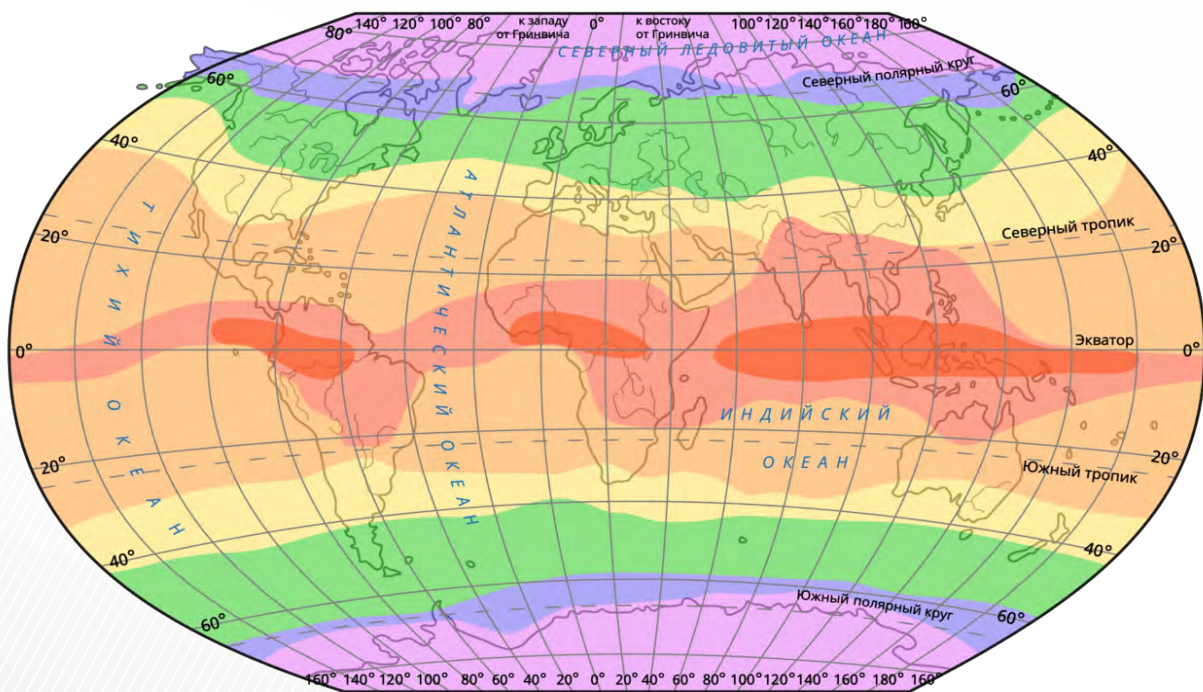 140° 120° 100° 80° к западу 0° к востоку 100° 120° 140° 160° 180° 160°
от Гринвича от Гринвича
80°
СЕВЕРНЫЙ ЛЕДОВИТЫЙ ОКЕАН
Северный полярный круг
60° 60°
40° 40°
Северный тропик
20° 20°
ТИХИЙ ОКЕАН
АТЛАНТИЧЕСКИЙ ОКЕАН
Экватор
0° 0°
ИНДИЙСКИЙ
ОКЕАН
20° 20°
Южный тропик
40° 40°
Южный полярный круг
60° 60°
160° 140° 120° 100° 80° 60° 40° 20° 0° 20° 40° 60° 80° 100° 120° 140° 160° 180° 160°